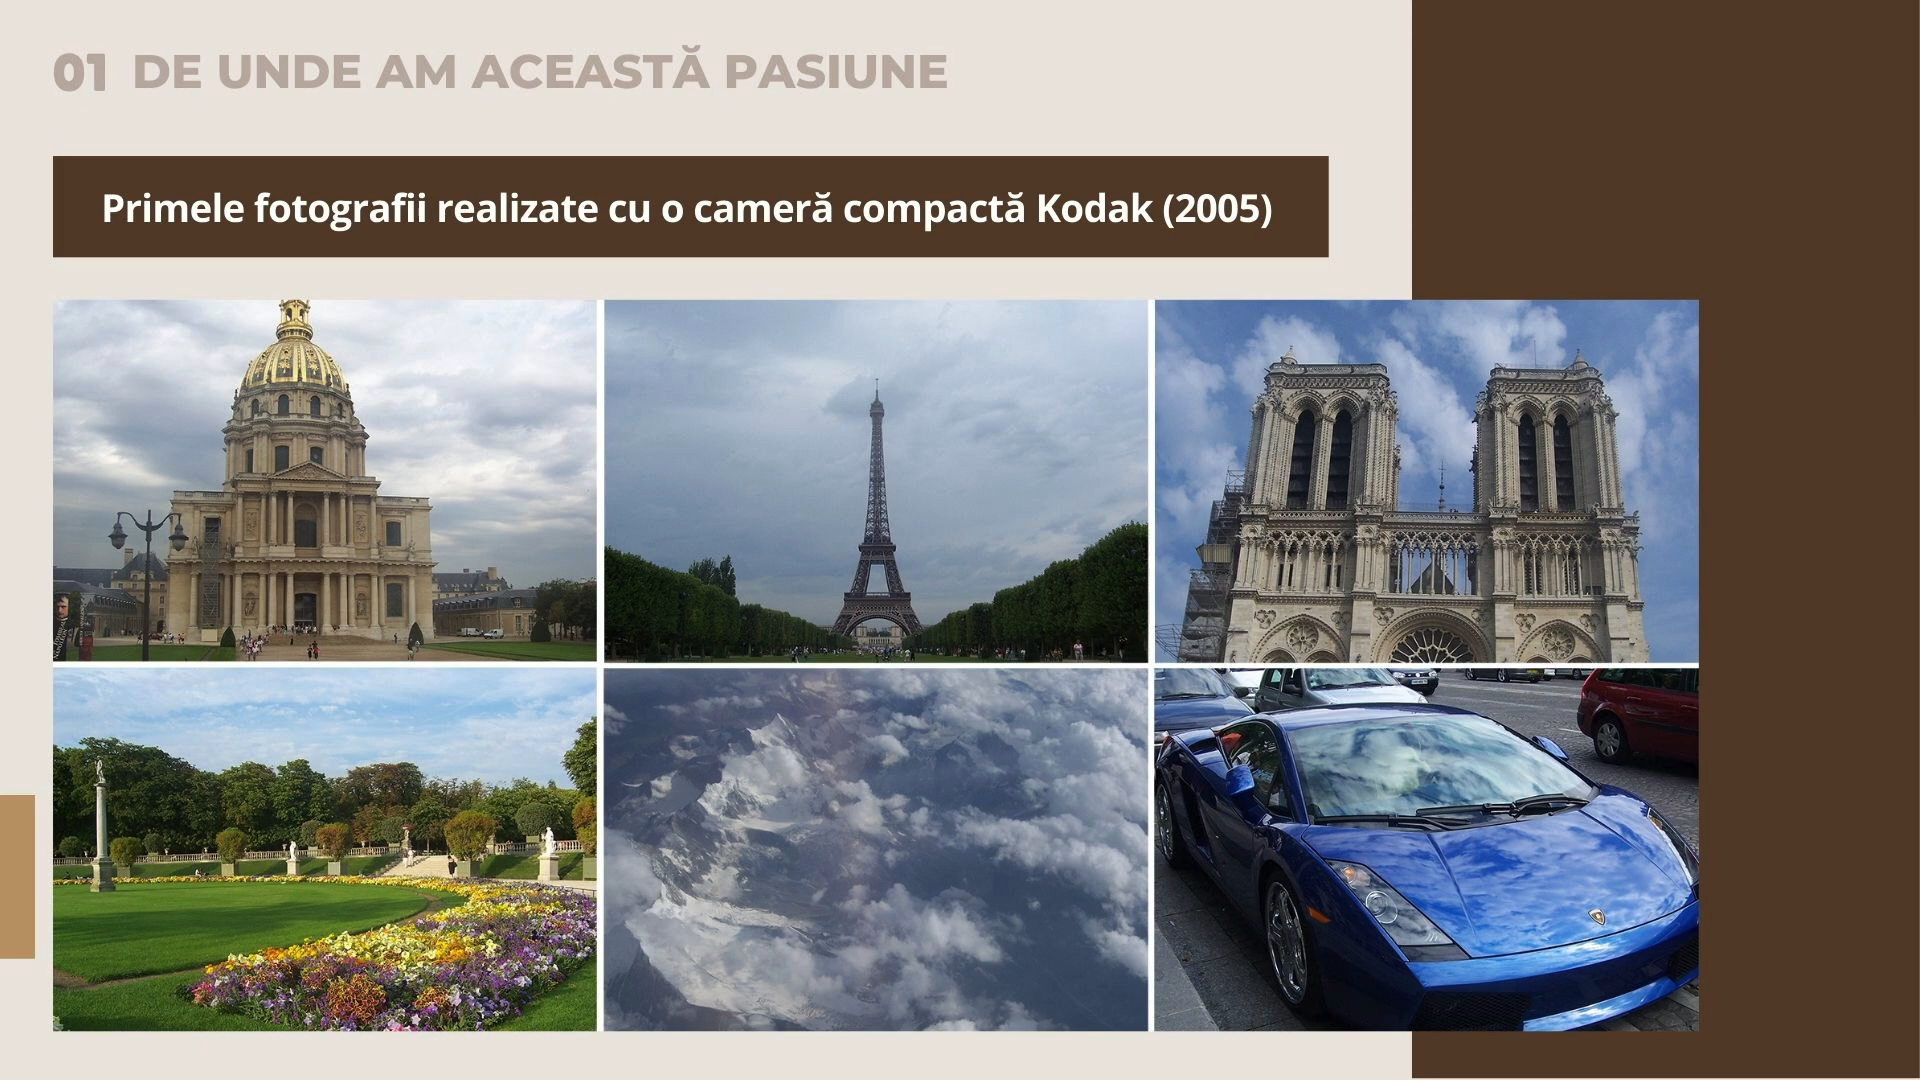 01 DE UNDE AM ACEASTĂ PASIUNE
Primele fotografii realizate cu o cameră compactă Kodak (2005)